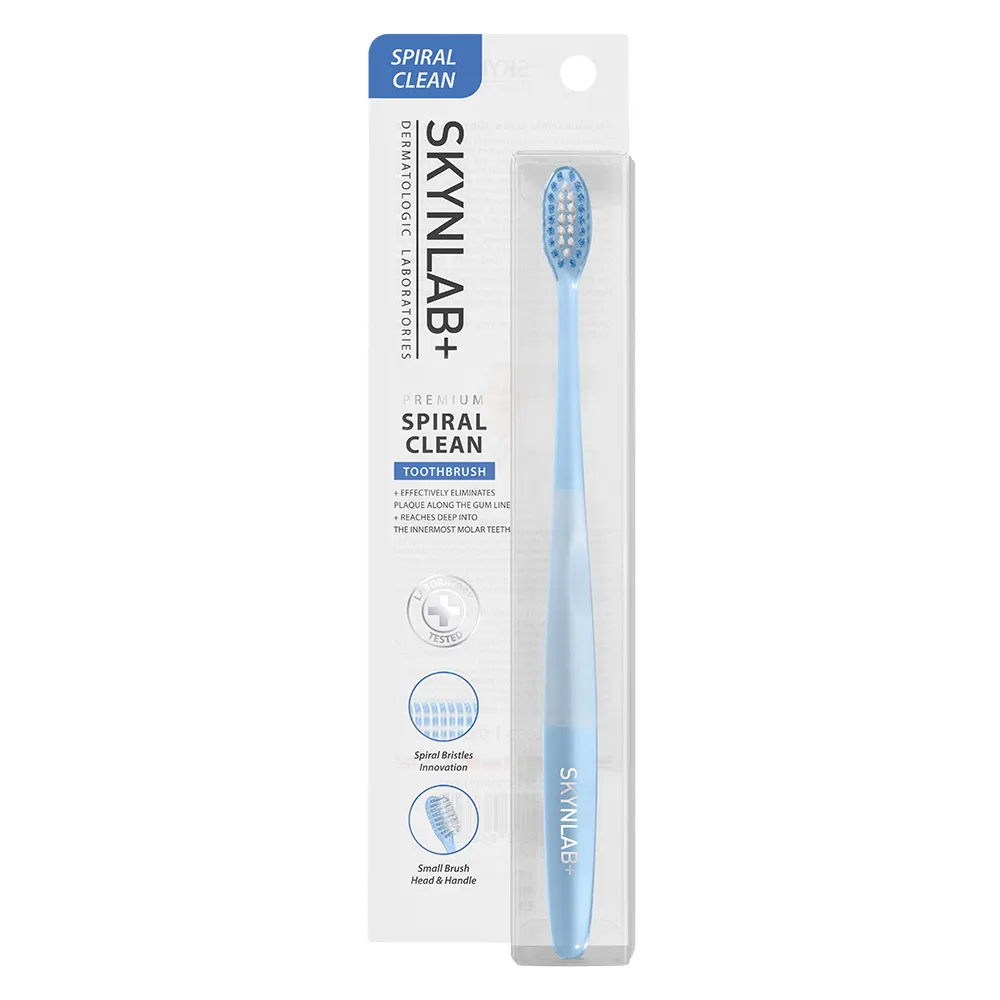 SPIRAL
CLEAN
SKYNLAB+
DERMATOLOGIC LABORATORIES
PREMIUM
SPIRAL
CLEAN
TOOTHBRUSH
+ EFFECTIVELY ELIMINATES
PLAQUE ALONG THE GUM LINE
+ REACHES DEEP INTO
THE INNERMOST MOLAR TEETH
LABORATORY
TESTED
Spiral Bristles
Innovation
Small Brush
Head & Handle
SKYNLAB+